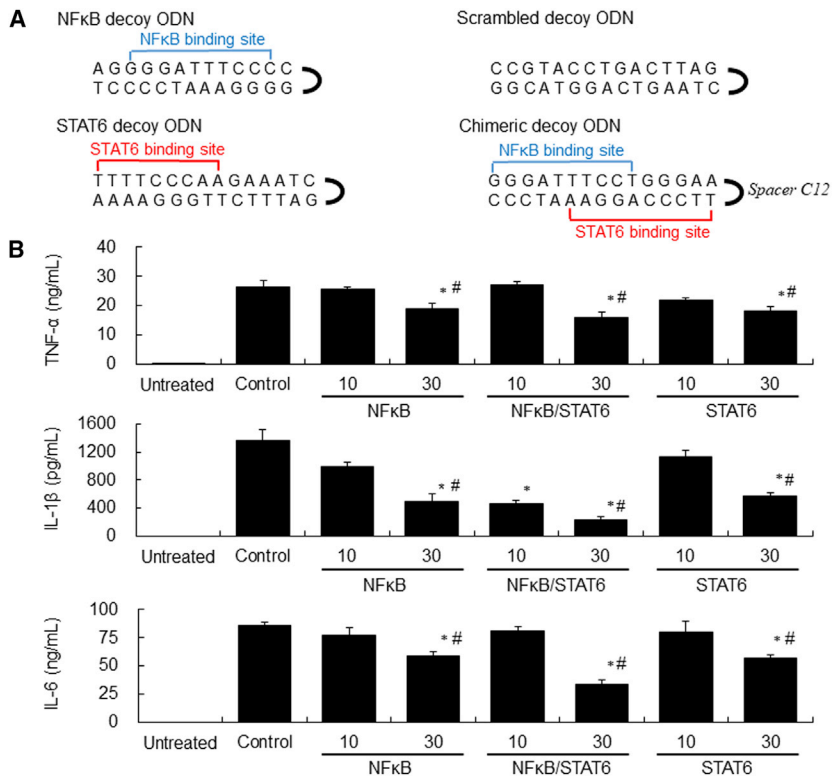 A
NFκB decoy ODN
NFκB binding site
AGGGGATTTCCCC
TCCCCTAAAGGGG
Scrambled decoy ODN
CCGTACCTGACTTAG
GGCATGGACTGAATC
STAT6 decoy ODN
STAT6 binding site
TTTTCCCAAGAAATC
AAAAGGGTTCTTTAG
Chimeric decoy ODN
NFκB binding site
GGGATTTCCTGGGAA
CCCTAAAGGACCCTT
Spacer C12
STAT6 binding site
B
TNF-α (ng/mL)
40
30
20
10
0
* #
*#
*#
Untreated Control 10 30 10 30 10 30
NFκB NFκB/STAT6 STAT6
IL-1β (pg/mL)
1600
1200
800
400
0
* #
*
*#
*#
Untreated Control 10 30 10 30 10 30
NFκB NFκB/STAT6 STAT6
IL-6 (ng/mL)
100
75
50
25
0
*#
*#
*#
Untreated Control 10 30 10 30 10 30
NFκB NFκB/STAT6 STAT6